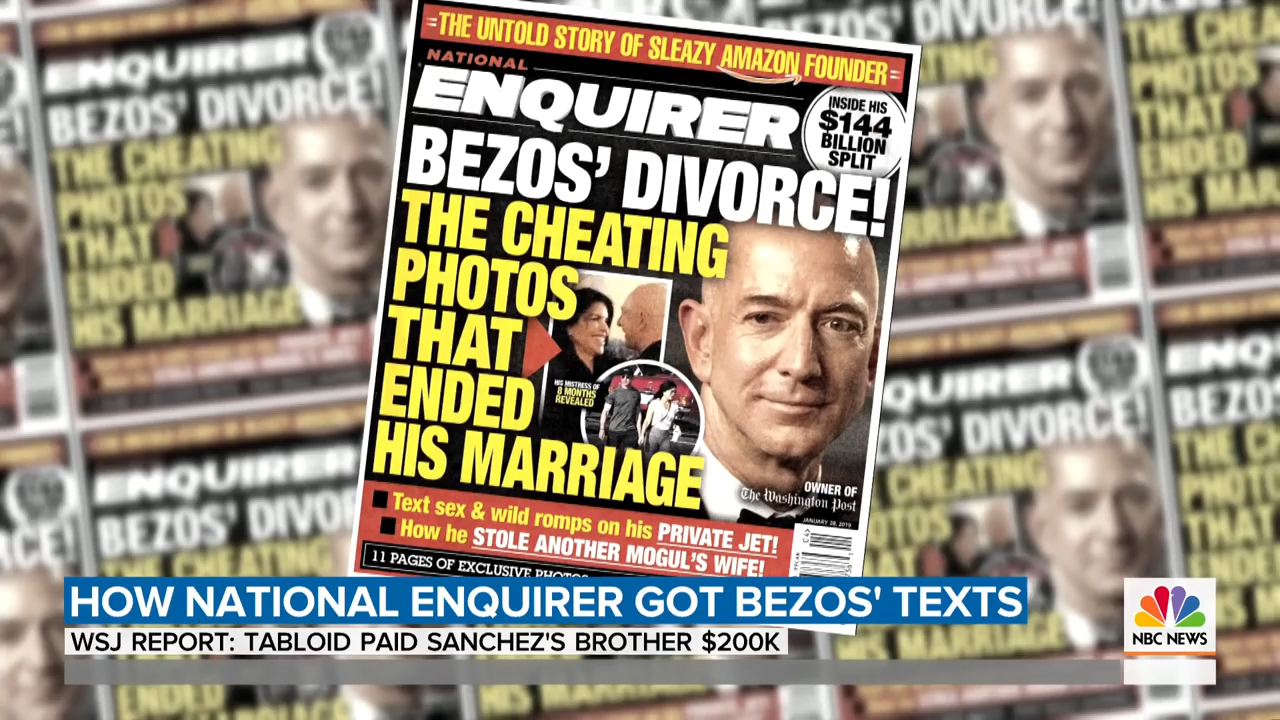 THE UNTOLD STORY OF SLEAZY AMAZON FOUNDER
NATIONAL
ENQUIRER
INSIDE HIS
$144
BILLION
SPLIT
BEZOS' DIVORCE!
THE CHEATING
PHOTOS
THAT
ENDED
HIS MARRIAGE
HIS MISTRESS OF
8 MONTHS
REVEALED
OWNER OF
The Washington Post
JANUARY 28, 2019
Text sex & wild romps on his PRIVATE JET!
How he STOLE ANOTHER MOGUL'S WIFE!
11 PAGES OF EXCLUSIVE
HOW NATIONAL ENQUIRER GOT BEZOS' TEXTS
WSJ REPORT: TABLOID PAID SANCHEZ'S BROTHER $200K
NBC NEWS